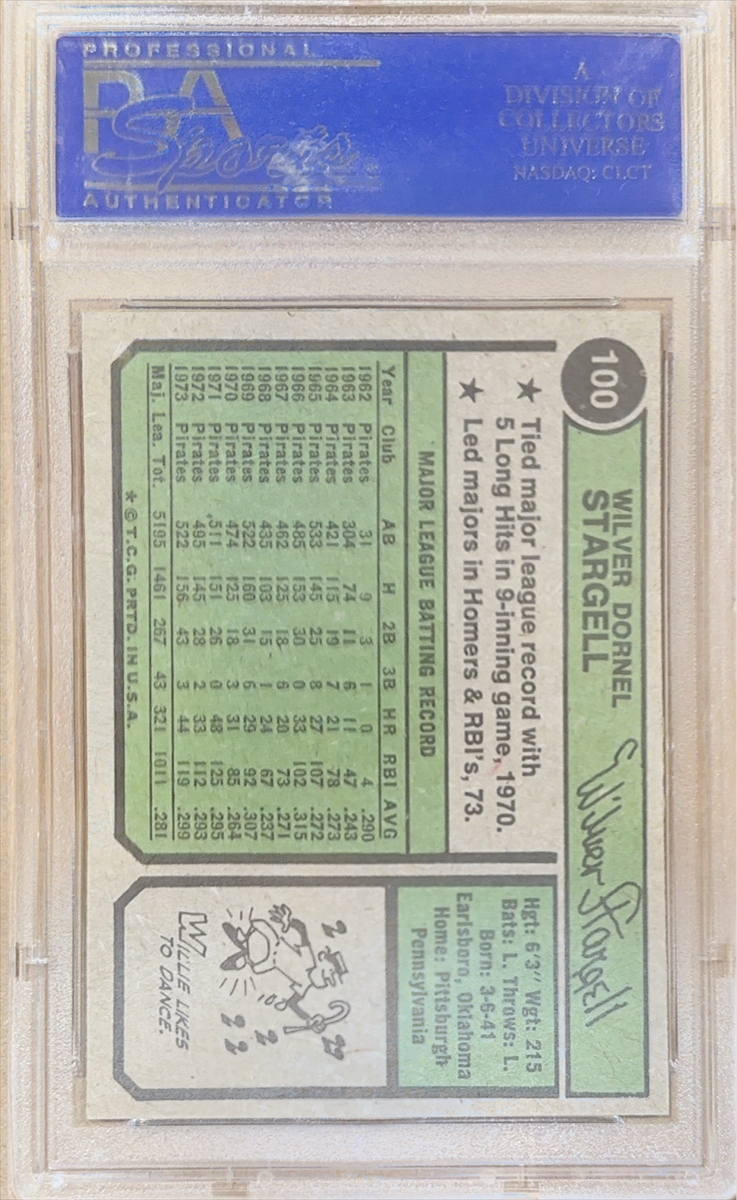 PROFESSIONAL
PSA
Sports
AUTHENTICATOR
A
DIVISION OF
COLLECTORS
UNIVERSE
NASDAQ: CLCT
100
WILVER DORNEL
STARGELL
Wilver Stargell
★ Tied major league record with
5 Long Hits in 9-inning game, 1970.
★ Led majors in Homers & RBI's, 73.
Hgt: 6'3" Wgt: 215
Bats: L. Throws: L.
Born: 3-6-41
Earlsboro, Oklahoma
Home: Pittsburgh
Pennsylvania
MAJOR LEAGUE BATTING RECORD
Year Club AB H 2B 3B HR RBI AVG
1962 Pirates 31 9 3 1 0 4 .290
1963 Pirates 304 74 11 6 11 47 .243
1964 Pirates 421 115 19 7 21 78 .273
1965 Pirates 533 145 25 8 27 107 .272
1966 Pirates 485 153 30 0 33 102 .315
1967 Pirates 462 125 18 6 20 73 .271
1968 Pirates 435 103 15 1 24 67 .237
1969 Pirates 522 160 31 6 29 92 .307
1970 Pirates 474 125 18 3 31 85 .264
1971 Pirates 511 151 26 0 48 125 .295
1972 Pirates 495 145 28 2 33 112 .293
1973 Pirates 522 156 43 3 44 119 .299
Maj. Lea. Tot. 5195 1461 267 43 321 1011 .281
★ © T.C.G. PRTD. IN U.S.A.
WILLIE LIKES
TO DANCE.